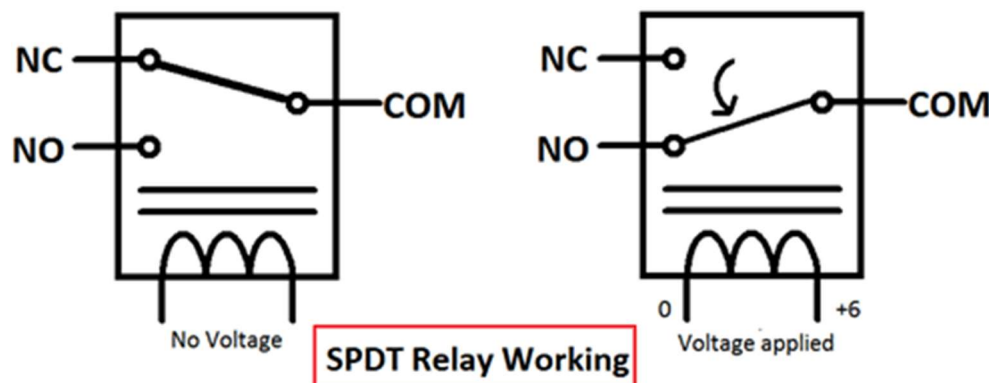 NC
COM
NO
No Voltage
NC
COM
NO
0
+6
Voltage applied
SPDT Relay Working